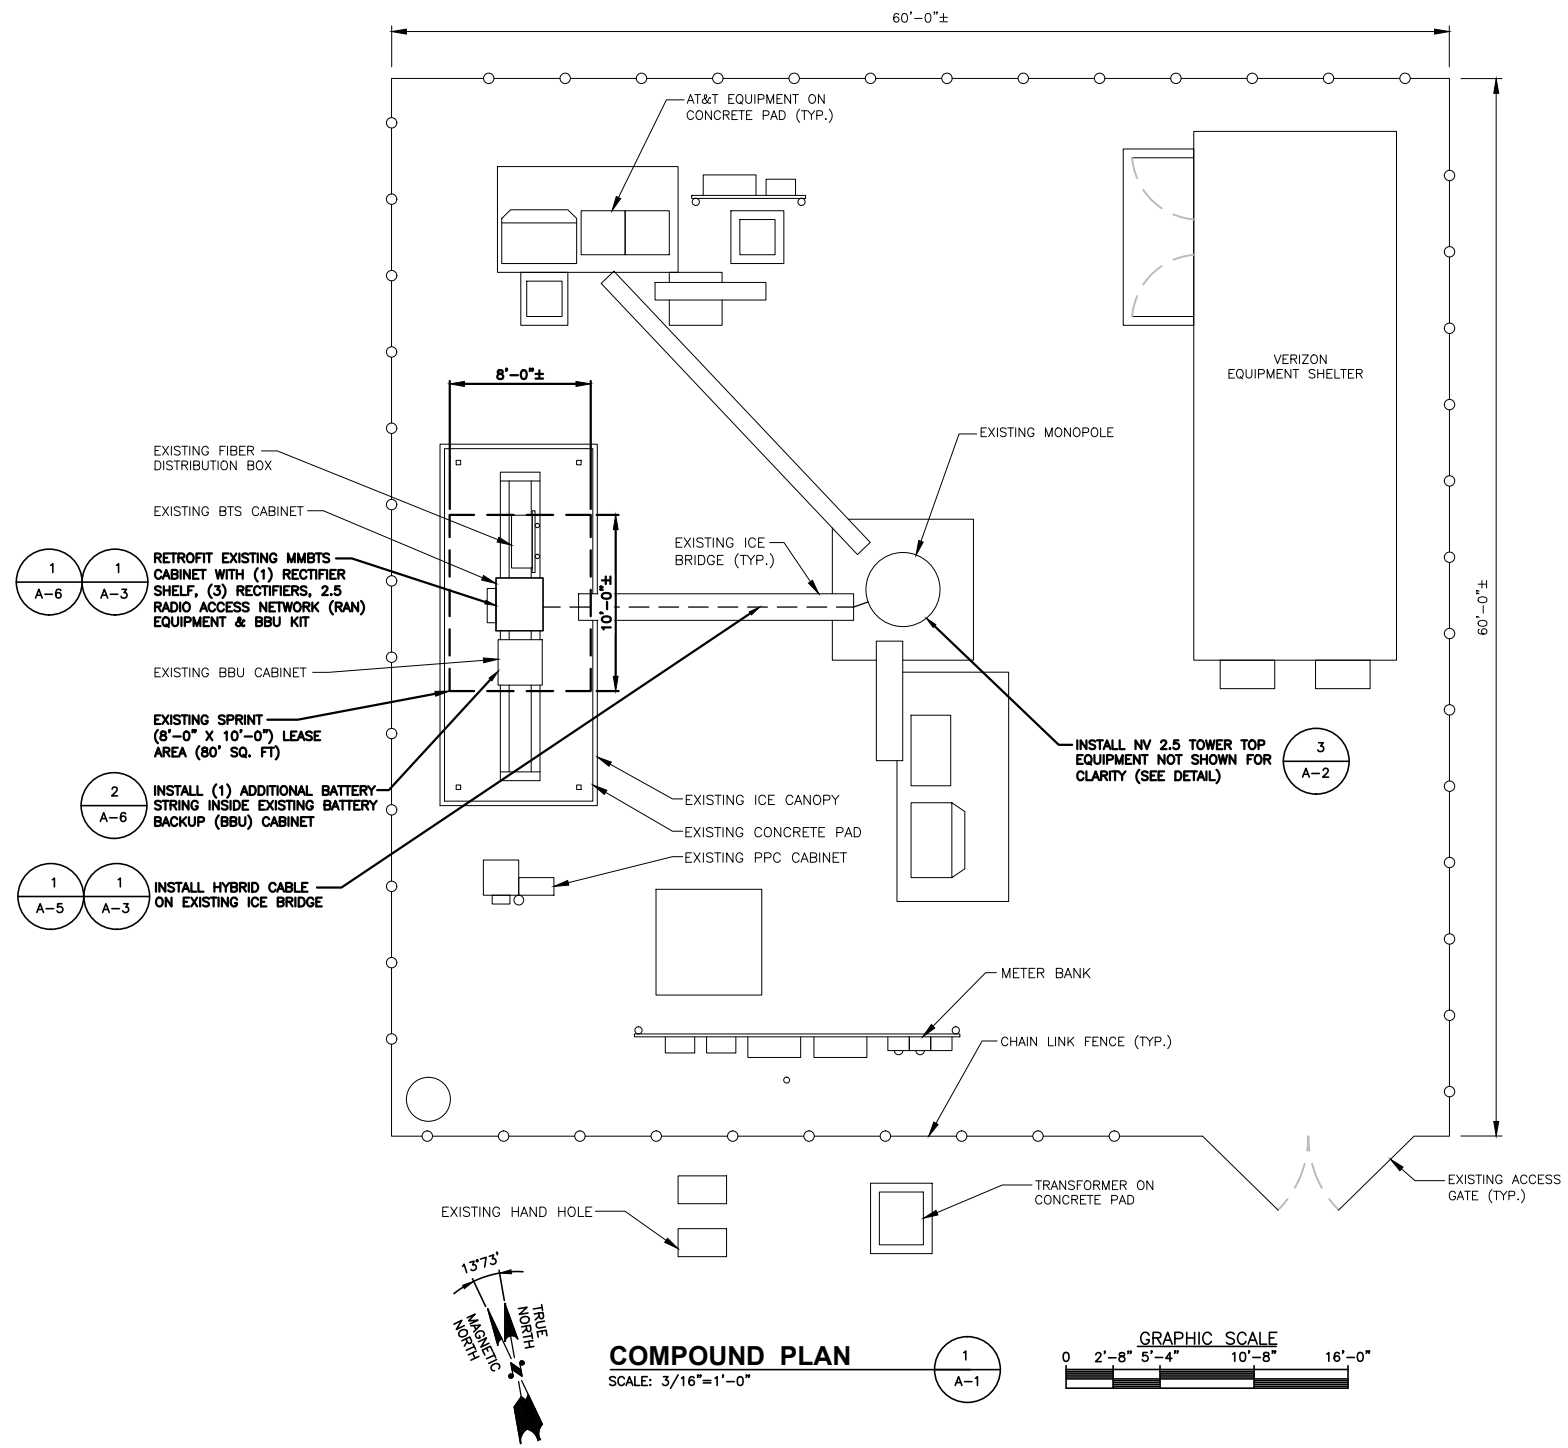 60'-0"±
AT&T EQUIPMENT ON
CONCRETE PAD (TYP.)
VERIZON
EQUIPMENT SHELTER
8'-0"±
EXISTING MONOPOLE
EXISTING FIBER
DISTRIBUTION BOX
EXISTING BTS CABINET
EXISTING ICE
BRIDGE (TYP.)
1
A-6
1
A-3
RETROFIT EXISTING MMBTS
CABINET WITH (1) RECTIFIER
SHELF, (3) RECTIFIERS, 2.5
RADIO ACCESS NETWORK (RAN)
EQUIPMENT & BBU KIT
10'-0"±
60'-0"±
EXISTING BBU CABINET
EXISTING SPRINT
(8'-0" X 10'-0") LEASE
AREA (80' SQ. FT)
INSTALL NV 2.5 TOWER TOP
EQUIPMENT NOT SHOWN FOR
CLARITY (SEE DETAIL)
3
A-2
2
A-6
INSTALL (1) ADDITIONAL BATTERY
STRING INSIDE EXISTING BATTERY
BACKUP (BBU) CABINET
EXISTING ICE CANOPY
EXISTING CONCRETE PAD
EXISTING PPC CABINET
1
A-5
1
A-3
INSTALL HYBRID CABLE
ON EXISTING ICE BRIDGE
METER BANK
CHAIN LINK FENCE (TYP.)
EXISTING ACCESS
GATE (TYP.)
TRANSFORMER ON
CONCRETE PAD
EXISTING HAND HOLE
13°73'
TRUE
NORTH
MAGNETIC
NORTH
N
COMPOUND PLAN
SCALE: 3/16"=1'-0"
1
A-1
GRAPHIC SCALE
0 2'-8" 5'-4" 10'-8" 16'-0"